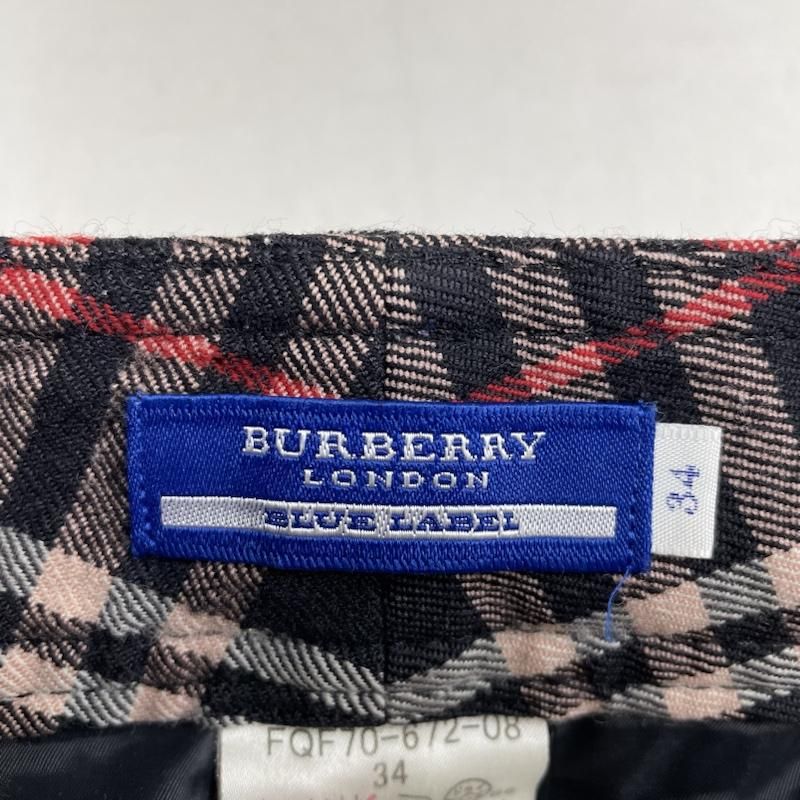 BURBERRY
LONDON
BLUE LABEL
34
FQF70-672-08
34